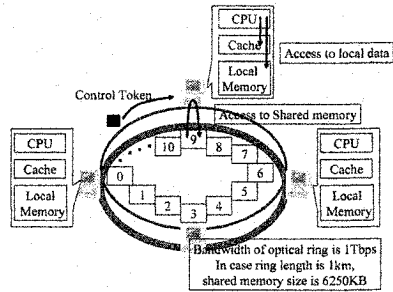 CPU
Cache
Local
Memory
Access to local data
Control Token
Access to Shared memory
CPU
Cache
Local
Memory
CPU
Cache
Local
Memory
10
9
8
7
6
5
4
3
2
1
0
Bandwidth of optical ring is 1Tbps
In case ring length is 1km,
shared memory size is 6250KB